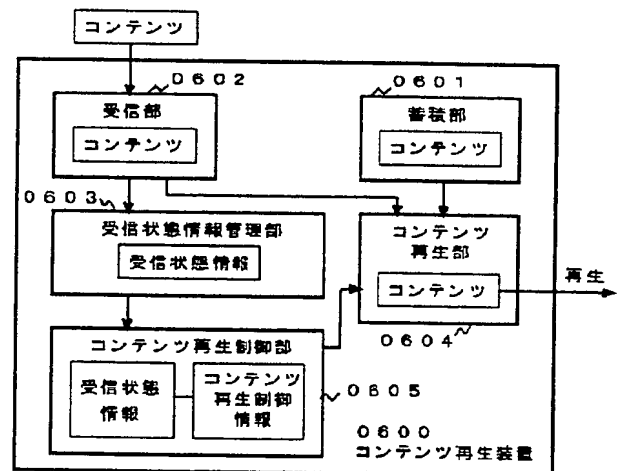 コンテンツ
0602
受信部
コンテンツ
0601
蓄積部
コンテンツ
0603
受信状態情報管理部
受信状態情報
コンテンツ
再生部
コンテンツ
再生
0604
コンテンツ再生制御部
受信状態
情報
コンテンツ
再生制御
情報
0605
0600
コンテンツ再生装置